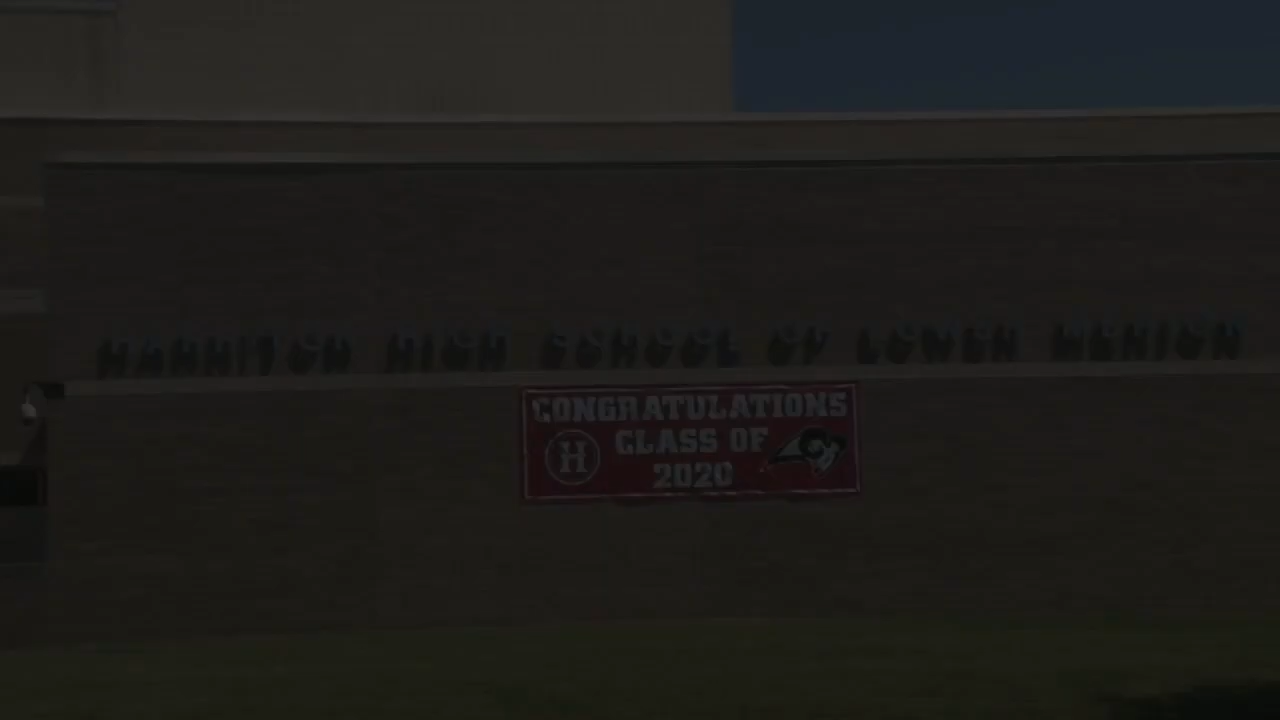 HARRITON HIGH SCHOOL OF LOWER MERION
CONGRATULATIONS
H CLASS OF
2020